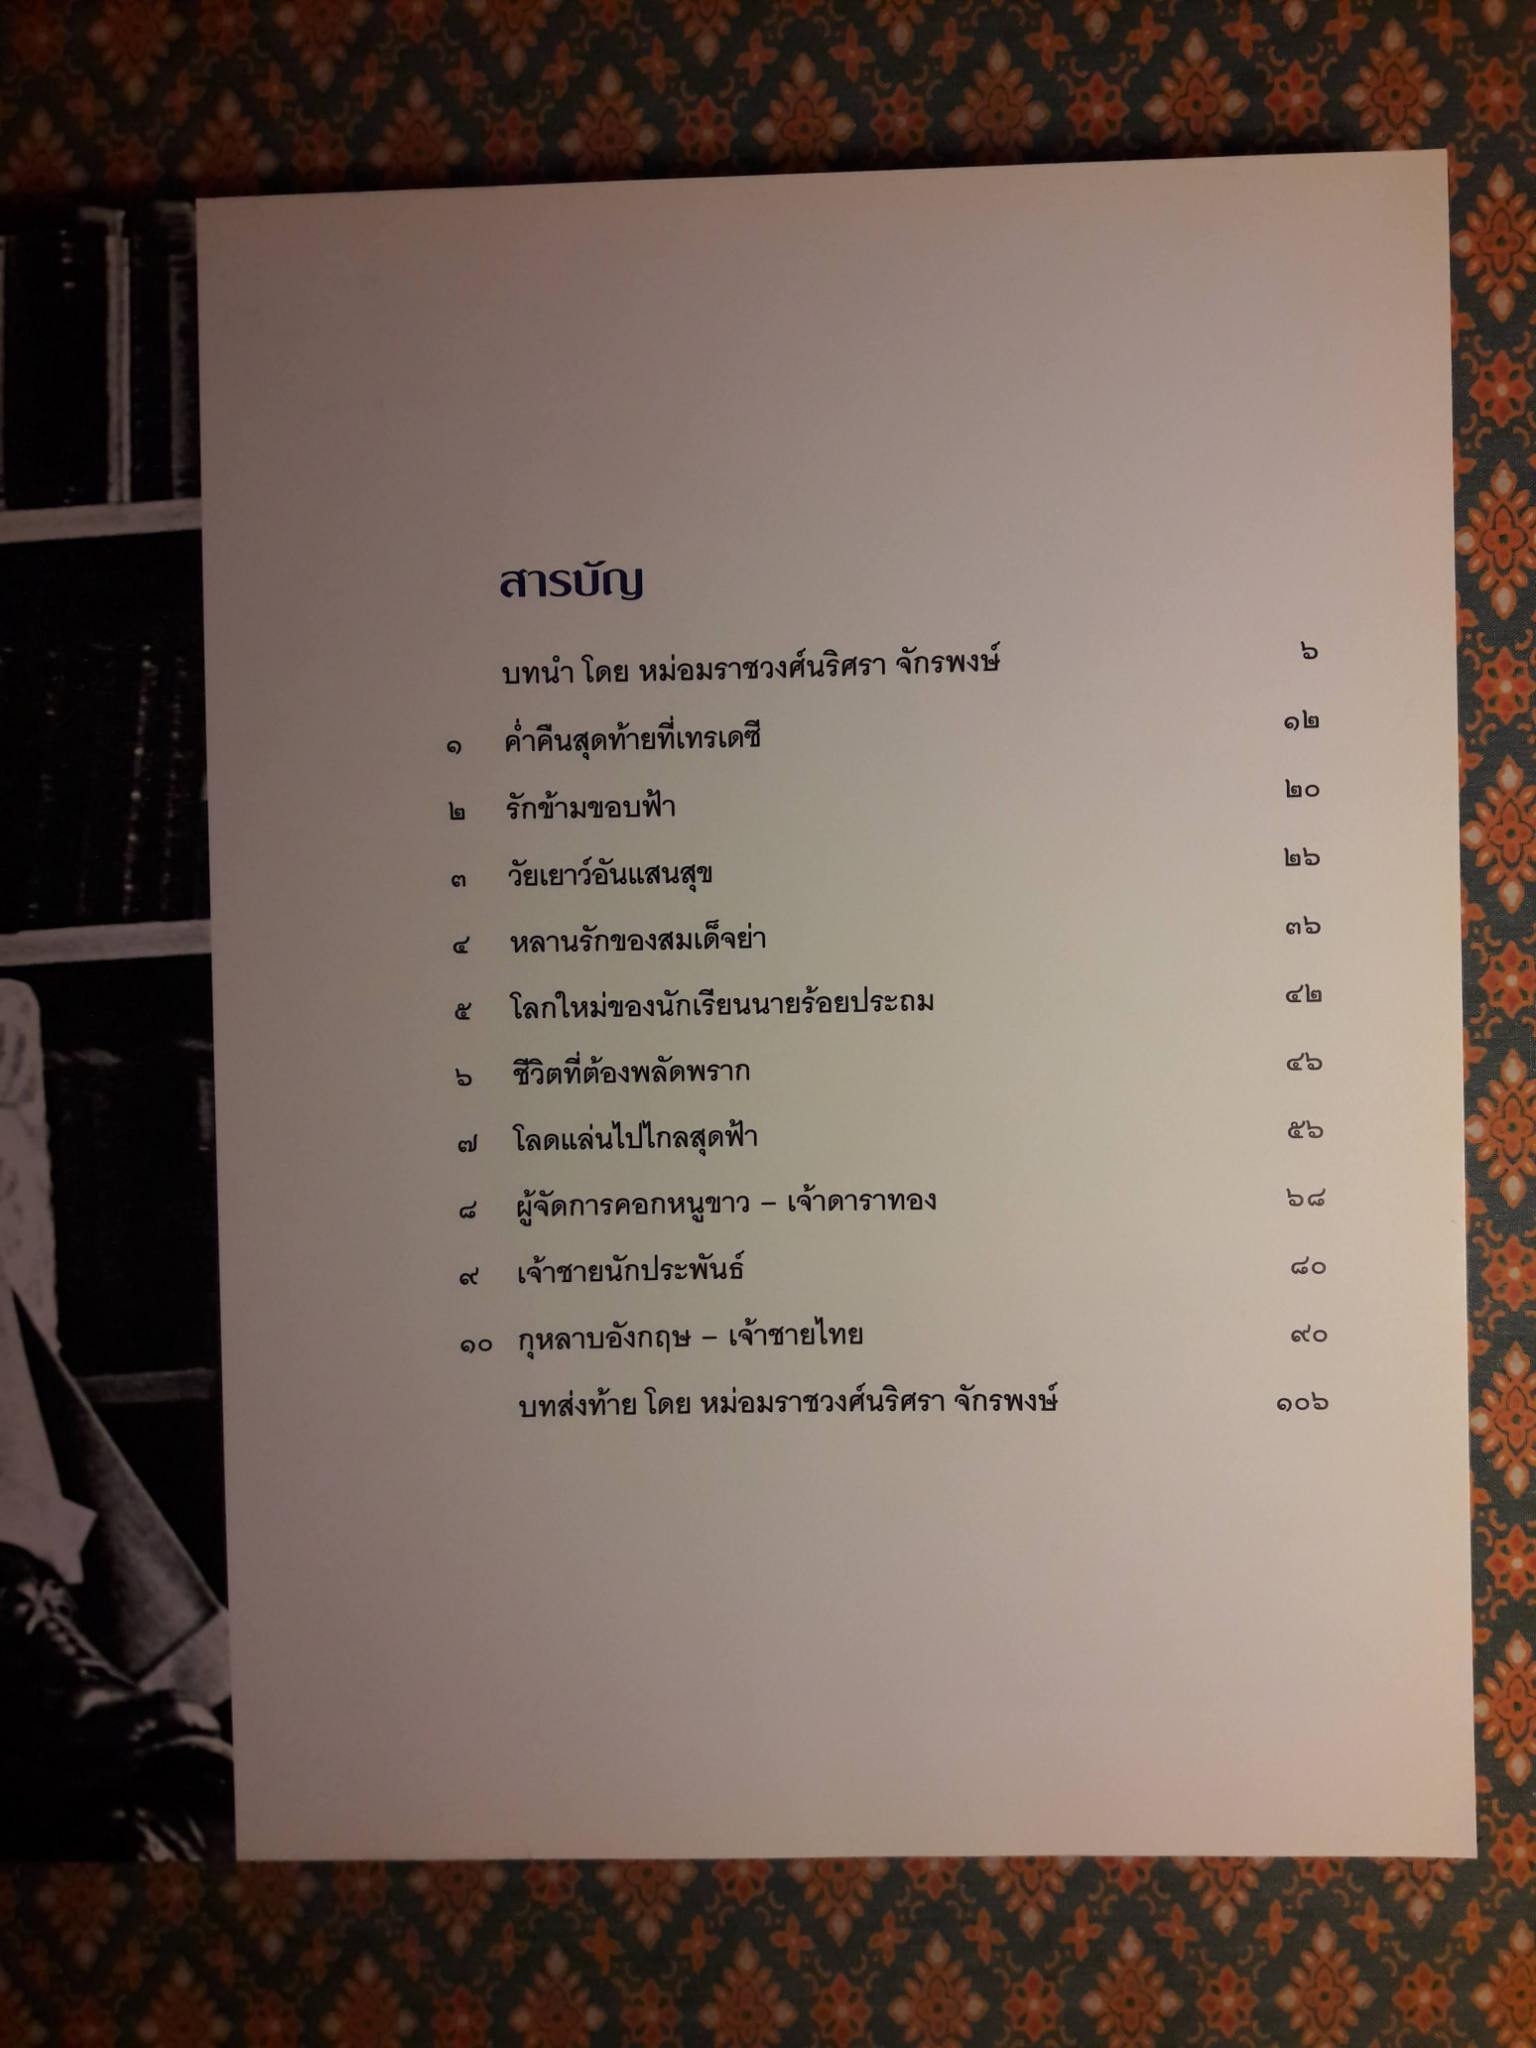 สารบัญ
บทนำ โดย หม่อมราชวงศ์นริศรา จักรพงษ์ ๖
๑ ค่ำคืนสุดท้ายที่เทรเดซี ๑๒
๒ รักข้ามขอบฟ้า ๒๐
๓ วัยเยาว์อันแสนสุข ๒๖
๔ หลานรักของสมเด็จย่า ๓๖
๕ โลกใหม่ของนักเรียนนายร้อยประถม ๔๒
๖ ชีวิตที่ต้องพลัดพราก ๔๖
๗ โลดแล่นไปไกลสุดฟ้า ๕๖
๘ ผู้จัดการคอกหนูขาว – เจ้าดาราทอง ๖๘
๙ เจ้าชายนักประพันธ์ ๘๐
๑๐ กุหลาบอังกฤษ – เจ้าชายไทย ๙๐
บทส่งท้าย โดย หม่อมราชวงศ์นริศรา จักรพงษ์ ๑๐๖